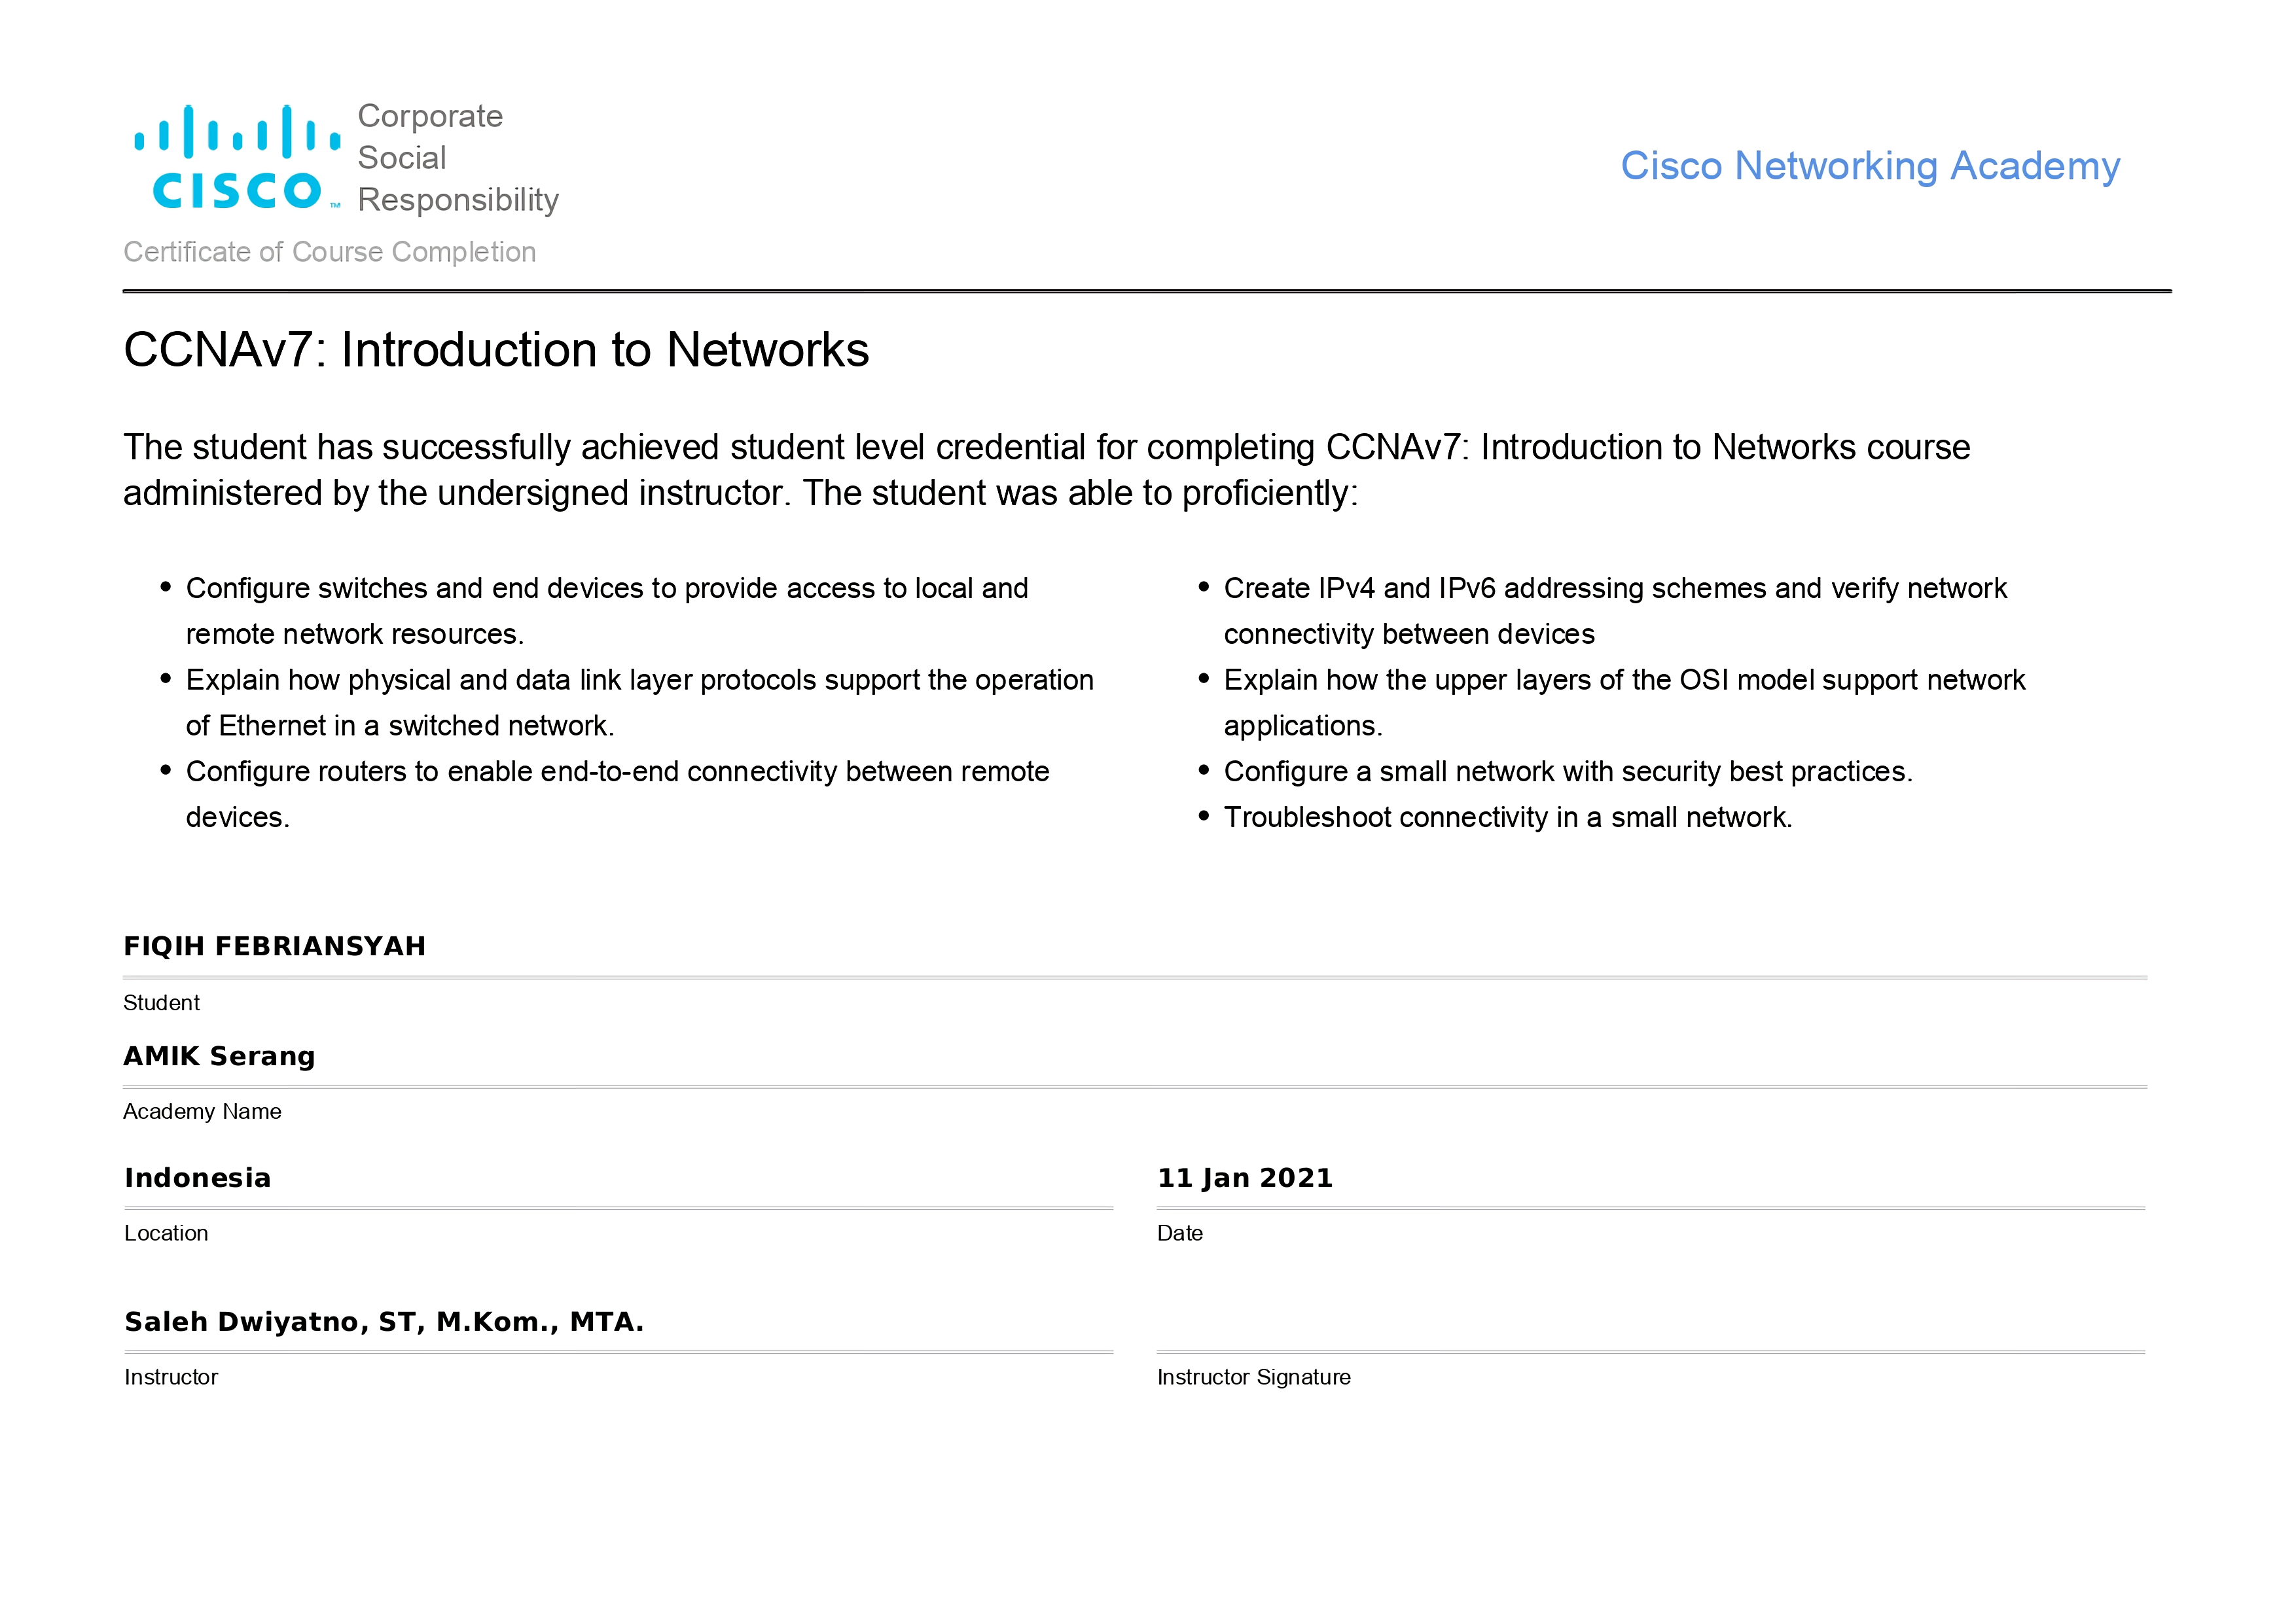 Corporate
Social
Responsibility
CISCO™
Cisco Networking Academy
Certificate of Course Completion
CCNAv7: Introduction to Networks
The student has successfully achieved student level credential for completing CCNAv7: Introduction to Networks course
administered by the undersigned instructor. The student was able to proficiently:
• Configure switches and end devices to provide access to local and
remote network resources.
• Explain how physical and data link layer protocols support the operation
of Ethernet in a switched network.
• Configure routers to enable end-to-end connectivity between remote
devices.
• Create IPv4 and IPv6 addressing schemes and verify network
connectivity between devices
• Explain how the upper layers of the OSI model support network
applications.
• Configure a small network with security best practices.
• Troubleshoot connectivity in a small network.
FIQIH FEBRIANSYAH
Student
AMIK Serang
Academy Name
Indonesia
Location
11 Jan 2021
Date
Saleh Dwiyatno, ST, M.Kom., MTA.
Instructor
Instructor Signature